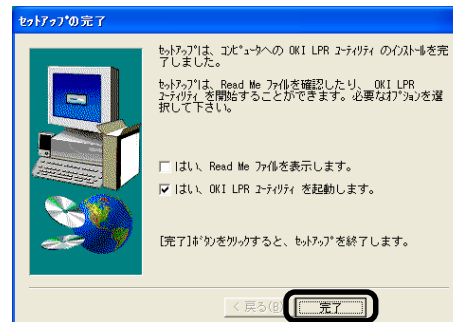 ｾｯﾄｱｯﾌﾟの完了
ｾｯﾄｱｯﾌﾟは、ｺﾝﾋﾟｭｰﾀへの OKI LPR ﾕｰﾃｨﾘﾃｨ のｲﾝｽﾄｰﾙを完
了しました。
ｾｯﾄｱｯﾌﾟは、Read Me ﾌｧｲﾙを確認したり、 OKI LPR
ﾕｰﾃｨﾘﾃｨ を開始することができます。必要なｵﾌﾟｼｮﾝを選
択して下さい。
はい、Read Me ﾌｧｲﾙを表示します。
はい、OKI LPR ﾕｰﾃｨﾘﾃｨ を起動します。
[完了]ﾎﾞﾀﾝをｸﾘｯｸすると、ｾｯﾄｱｯﾌﾟを終了します。
< 戻る(B)
完了